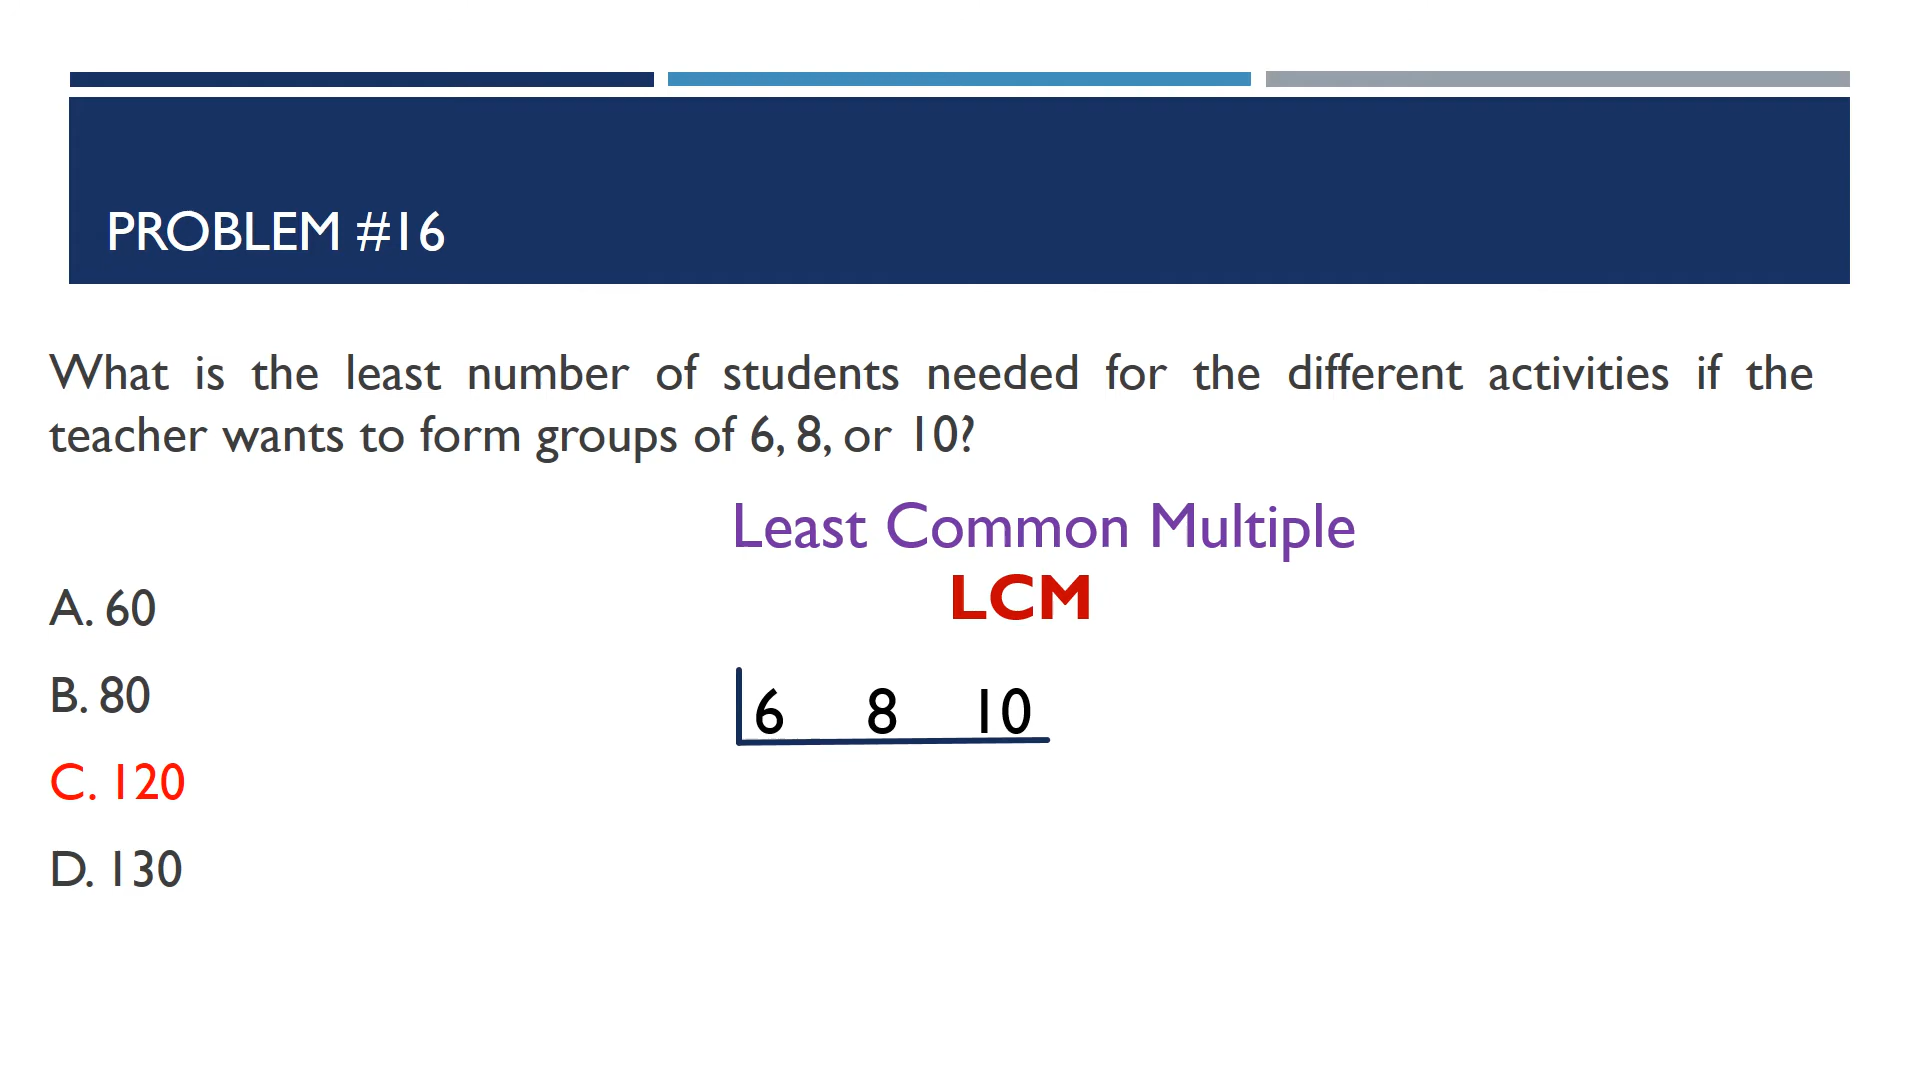 PROBLEM #16
What is the least number of students needed for the different activities if the
teacher wants to form groups of 6, 8, or 10?
Least Common Multiple
LCM
A. 60
B. 80
6 8 10
C. 120
D. 130